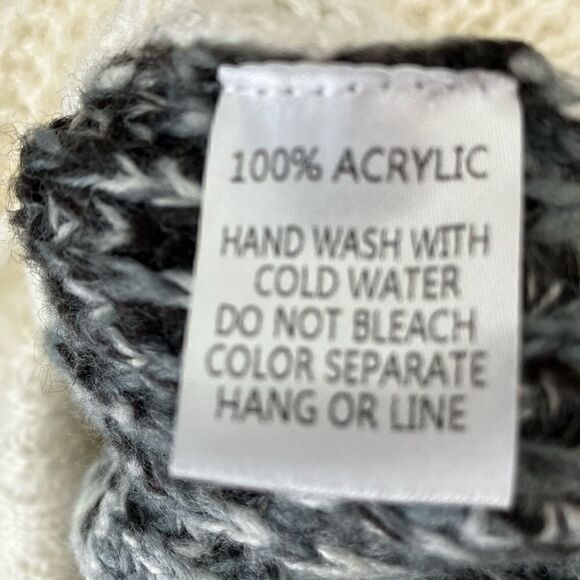 100% ACRYLIC
HAND WASH WITH
COLD WATER
DO NOT BLEACH
COLOR SEPARATE
HANG OR LINE